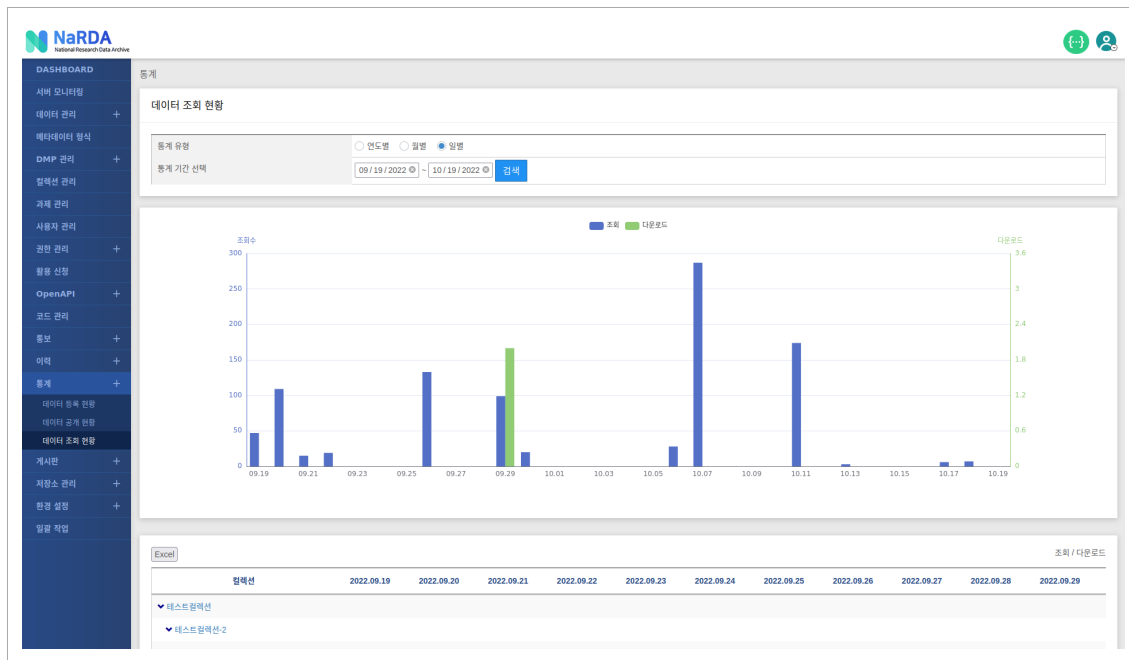 NaRDA
National Research Data Archive
{···}
DASHBOARD
서버 모니터링
데이터 관리 +
메타데이터 형식
DMP 관리 +
컬렉션 관리
과제 관리
사용자 관리
권한 관리 +
활용 신청
OpenAPI +
코드 관리
통보 +
이력 +
통계 +
데이터 등록 현황
데이터 공개 현황
데이터 조회 현황
게시판 +
저장소 관리 +
환경 설정 +
일괄 작업
통계
데이터 조회 현황
통계 유형 연도별 월별 일별
통계 기간 선택 09 / 19 / 2022 ~ 10 / 19 / 2022 검색
조회 다운로드
조회수 다운로드
300 3.6
250 3
200 2.4
150 1.8
100 1.2
50 0.6
0 0
09.19 09.21 09.23 09.25 09.27 09.29 10.01 10.03 10.05 10.07 10.09 10.11 10.13 10.15 10.17 10.19
Excel 조회 / 다운로드
컬렉션 2022.09.19 2022.09.20 2022.09.21 2022.09.22 2022.09.23 2022.09.24 2022.09.25 2022.09.26 2022.09.27 2022.09.28 2022.09.29
테스트컬렉션
테스트컬렉션-2